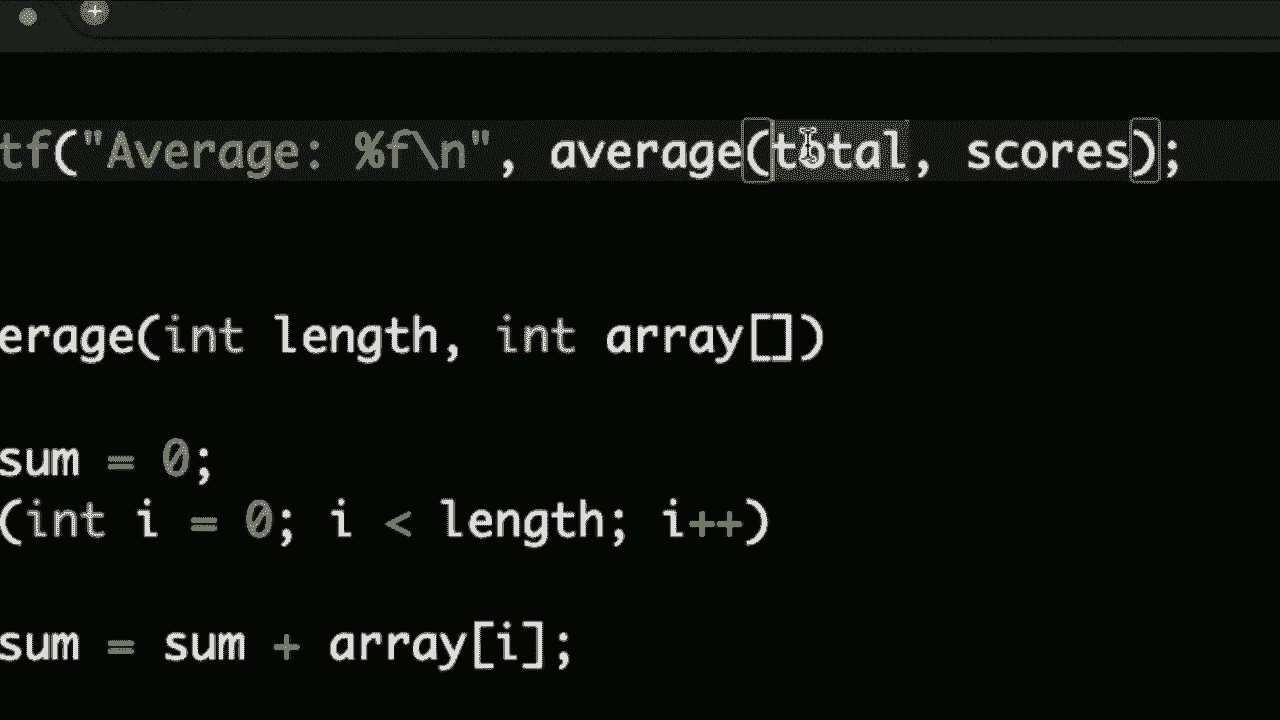 tf("Average: %f\n", average(total, scores);
erage(int length, int array[])
sum = 0;
(int i = 0; i < length; i++)
sum = sum + array[i];